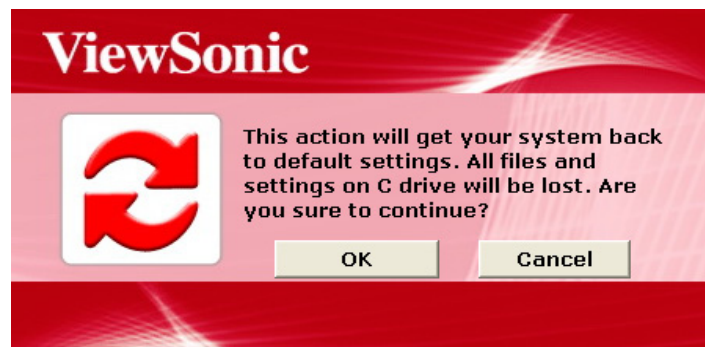 ViewSonic
This action will get your system back
to default settings. All files and
settings on C drive will be lost. Are
you sure to continue?
OK Cancel